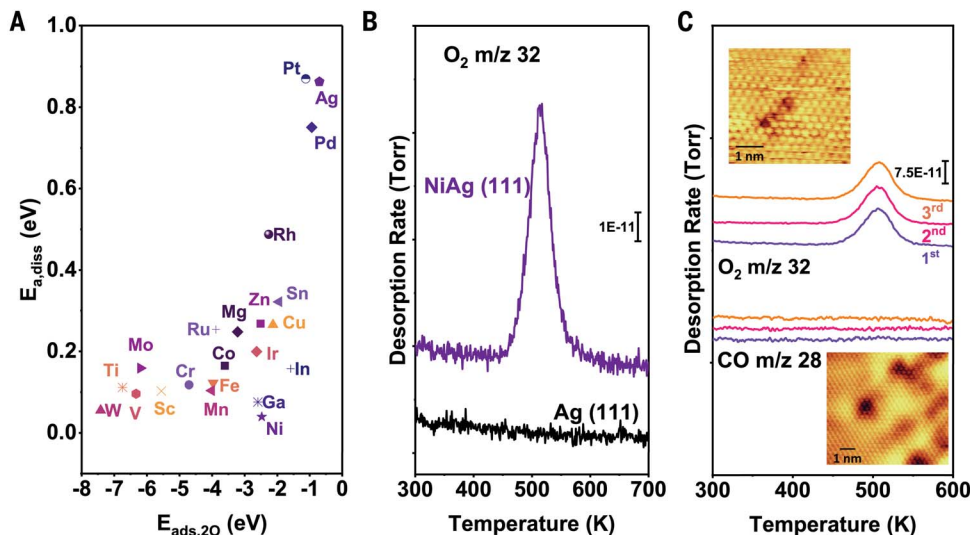 A
1.0
0.8
0.6
0.4
0.2
0.0
E_a,diss (eV)
Pt
Ag
Pd
Rh
Zn
Sn
Mg
Ru
Cu
Co
Ir
Mo
In
Ti
Cr
Fe
Ga
W
V
Sc
Mn
Ni
-8 -7 -6 -5 -4 -3 -2 -1 0
E_ads,2O (eV)
B
O₂ m/z 32
NiAg (111)
1E-11
Ag (111)
Desorption Rate (Torr)
300 400 500 600 700
Temperature (K)
C
1 nm
7.5E-11
3rd
2nd
1st
O₂ m/z 32
CO m/z 28
1 nm
Desorption Rate (Torr)
300 400 500 600
Temperature (K)